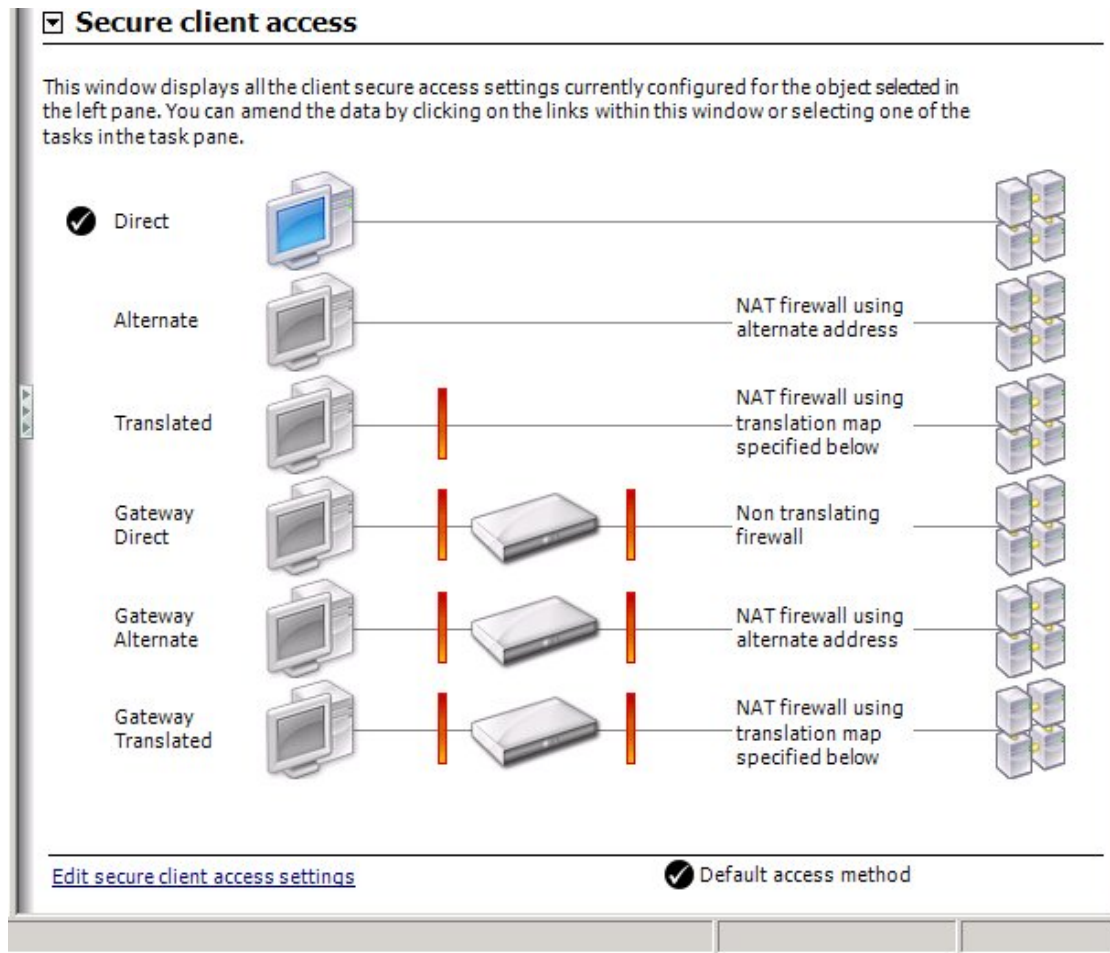 Secure client access
This window displays all the client secure access settings currently configured for the object selected in
the left pane. You can amend the data by clicking on the links within this window or selecting one of the
tasks in the task pane.
Direct
Alternate
NAT firewall using
alternate address
Translated
NAT firewall using
translation map
specified below
Gateway
Direct
Non translating
firewall
Gateway
Alternate
NAT firewall using
alternate address
Gateway
Translated
NAT firewall using
translation map
specified below
Edit secure client access settings
Default access method